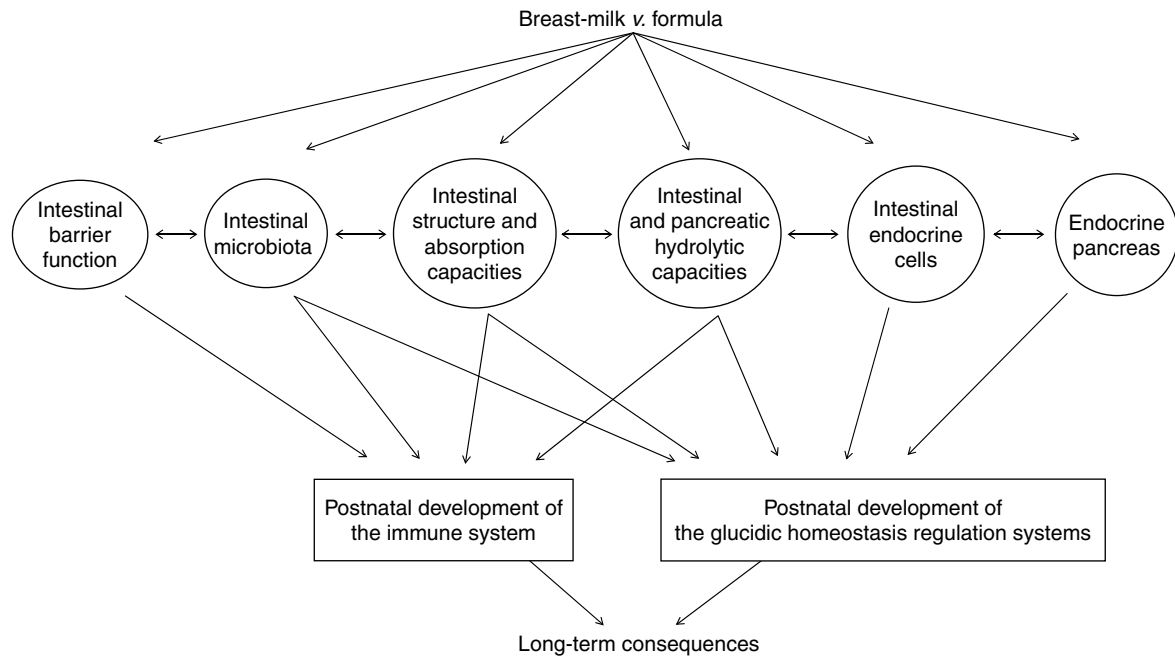 Breast-milk v. formula
Intestinal
barrier
function
Intestinal
microbiota
Intestinal
structure and
absorption
capacities
Intestinal
and pancreatic
hydrolytic
capacities
Intestinal
endocrine
cells
Endocrine
pancreas
Postnatal development of
the immune system
Postnatal development of
the glucidic homeostasis regulation systems
Long-term consequences